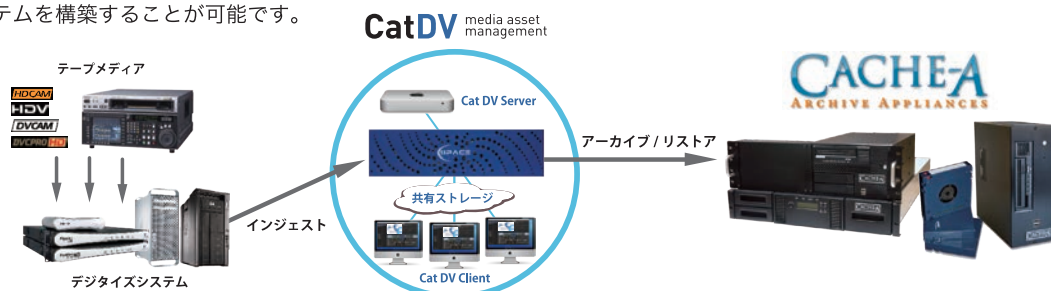 テムを構築することが可能です。
CatDV media asset management
テープメディア
HDCAM
HDV
DVCAM
DVCPRO HD
デジタイズシステム
インジェスト
Cat DV Server
SPACE
共有ストレージ
Cat DV Client
アーカイブ / リストア
CACHE-A
ARCHIVE APPLIANCES
CACHE-A